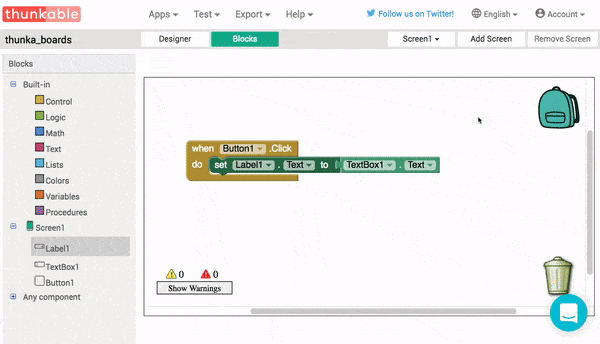 thunkable
Apps Test Export Help Follow us on Twitter! English Account
thunka_boards Designer Blocks Screen1 Add Screen Remove Screen
Blocks
Built-in
Control
Logic
Math
Text
Lists
Colors
Variables
Procedures
Screen1
Label1
TextBox1
Button1
Any component
when Button1 .Click
do set Label1 . Text to TextBox1 . Text
0 0
Show Warnings